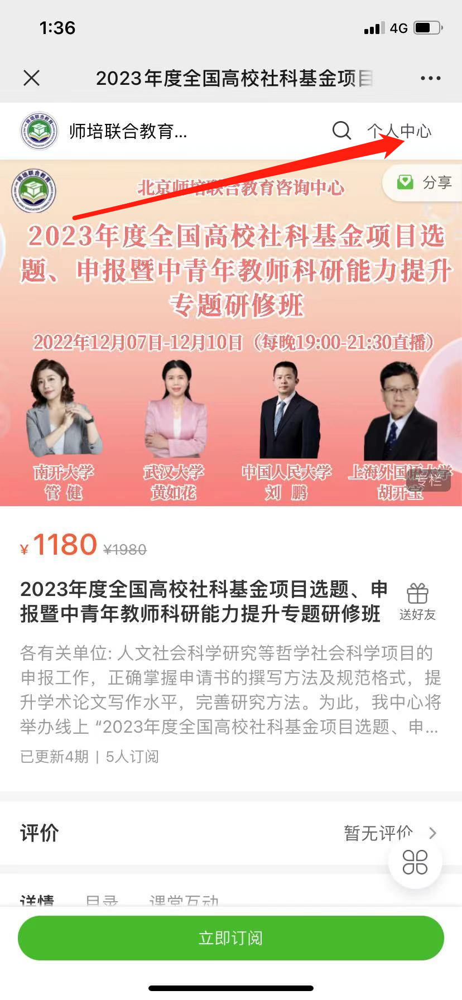 1:36
4G
2023年度全国高校社科基金项目
师培联合教育...
个人中心
师培联合教育
北京师培联合教育咨询中心
分享
2023年度全国高校社科基金项目选
题、申报暨中青年教师科研能力提升
专题研修班
2022年12月07日-12月10日（每晚19:00-21:30直播）
南开大学
管 健
武汉大学
黄如花
中国人民大学
刘 鹏
上海外国语大学
胡开宝
专栏
¥1180 ¥1980
2023年度全国高校社科基金项目选题、申
报暨中青年教师科研能力提升专题研修班
送好友
各有关单位: 人文社会科学研究等哲学社会科学项目的
申报工作，正确掌握申请书的撰写方法及规范格式，提
升学术论文写作水平，完善研究方法。为此，我中心将
举办线上 “2023年度全国高校社科基金项目选题、申...
已更新4期 | 5人订阅
评价
暂无评价
详情 目录 课堂互动
立即订阅